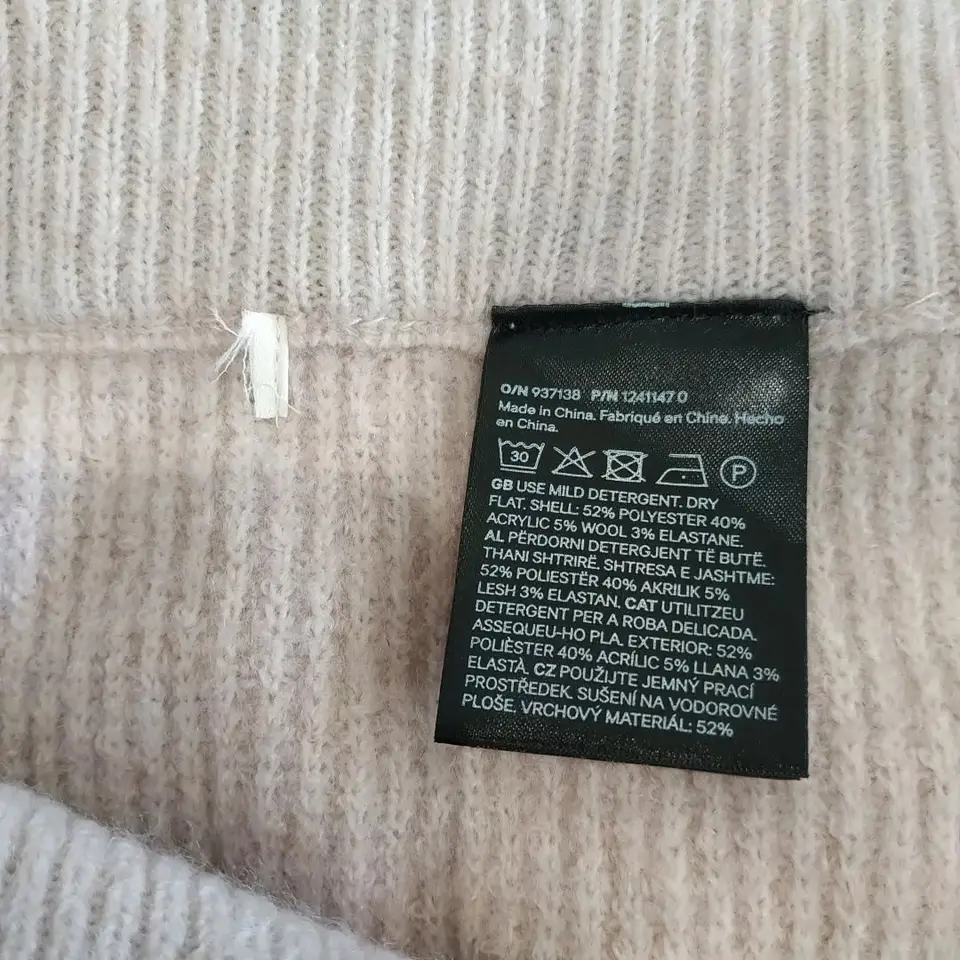 O/N 937138 P/N 1241147 0
Made in China. Fabriqué en Chine. Hecho
en China.
30
P
GB USE MILD DETERGENT. DRY
FLAT. SHELL: 52% POLYESTER 40%
ACRYLIC 5% WOOL 3% ELASTANE.
AL PËRDORNI DETERGJENT TË BUTË.
THANI SHTRIRË. SHTRESA E JASHTME:
52% POLIESTËR 40% AKRILIK 5%
LESH 3% ELASTAN. CAT UTILITZEU
DETERGENT PER A ROBA DELICADA.
ASSEQUEU-HO PLA. EXTERIOR: 52%
POLIÈSTER 40% ACRÍLIC 5% LLANA 3%
ELASTÀ. CZ POUŽIJTE JEMNÝ PRACÍ
PROSTŘEDEK. SUŠENÍ NA VODOROVNÉ
PLOŠE. VRCHOVÝ MATERIÁL: 52%